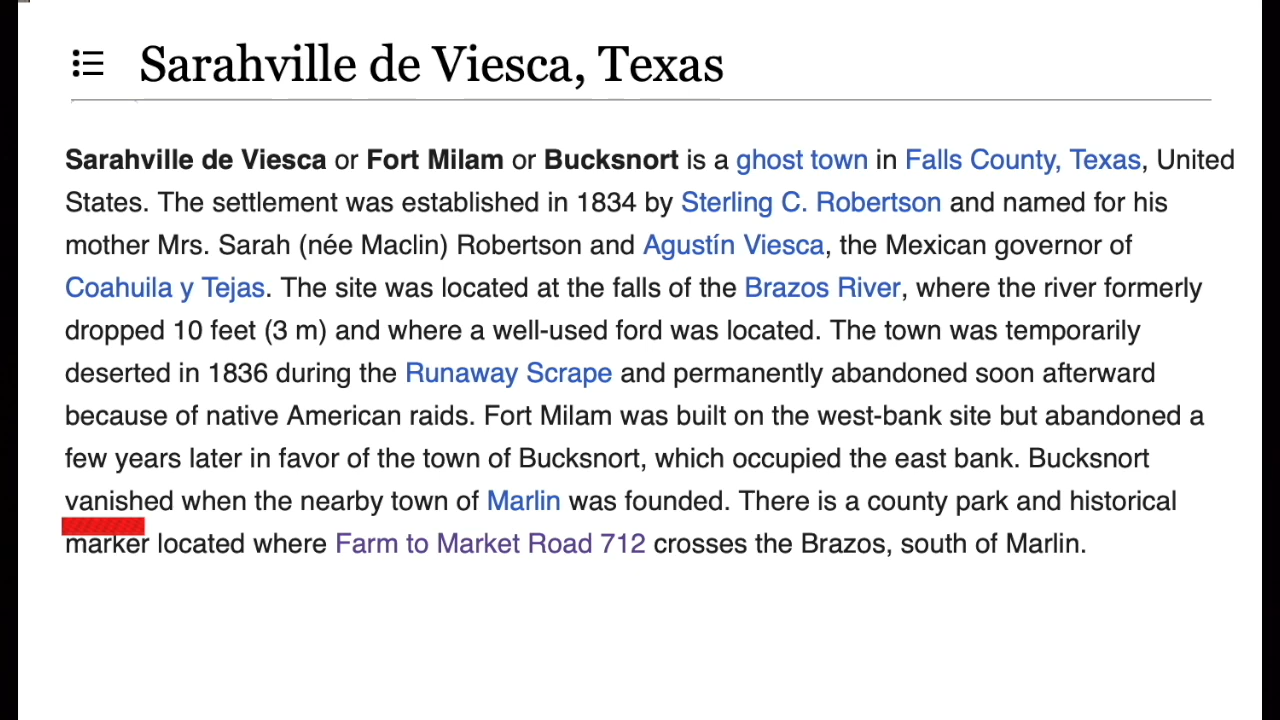 Sarahville de Viesca, Texas
Sarahville de Viesca or Fort Milam or Bucksnort is a ghost town in Falls County, Texas, United
States. The settlement was established in 1834 by Sterling C. Robertson and named for his
mother Mrs. Sarah (née Maclin) Robertson and Agustín Viesca, the Mexican governor of
Coahuila y Tejas. The site was located at the falls of the Brazos River, where the river formerly
dropped 10 feet (3 m) and where a well-used ford was located. The town was temporarily
deserted in 1836 during the Runaway Scrape and permanently abandoned soon afterward
because of native American raids. Fort Milam was built on the west-bank site but abandoned a
few years later in favor of the town of Bucksnort, which occupied the east bank. Bucksnort
vanished when the nearby town of Marlin was founded. There is a county park and historical
marker located where Farm to Market Road 712 crosses the Brazos, south of Marlin.